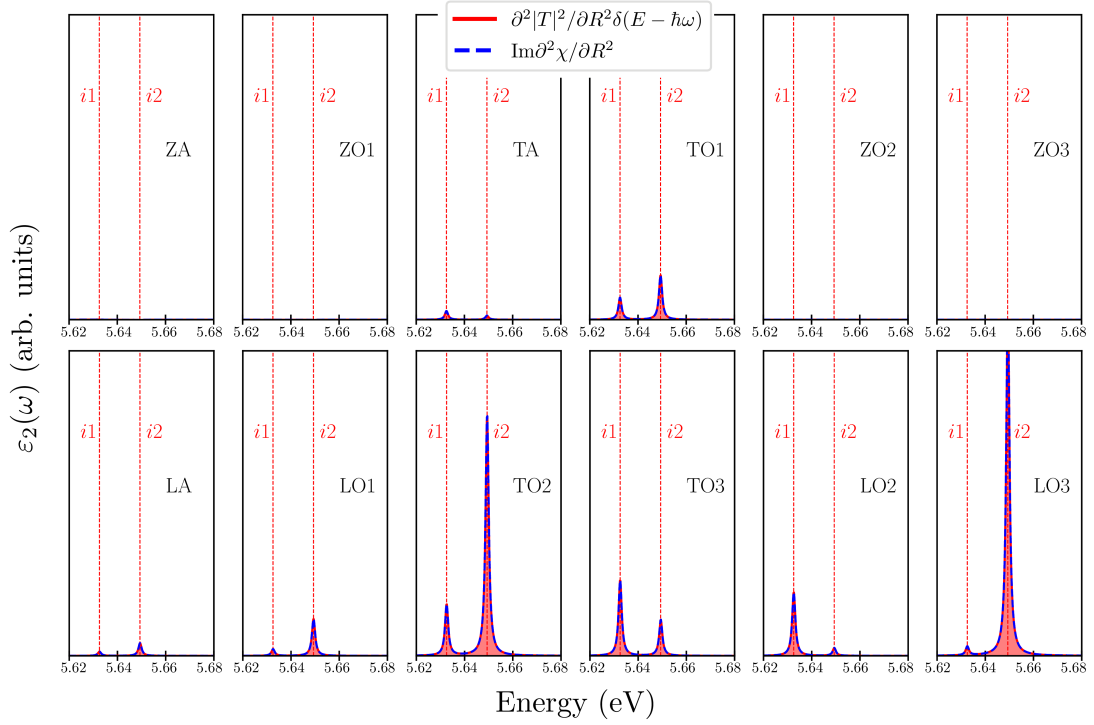 ∂²|T|²/∂R²δ(E − ħω)
Im∂²χ/∂R²
i1 i2 i1 i2 i1 i2 i1 i2 i1 i2 i1 i2
ZA ZO1 TA TO1 ZO2 ZO3
5.62 5.64 5.66 5.68 5.62 5.64 5.66 5.68 5.62 5.64 5.66 5.68 5.62 5.64 5.66 5.68 5.62 5.64 5.66 5.68 5.62 5.64 5.66 5.68
ε₂(ω) (arb. units)
i1 i2 i1 i2 i1 i2 i1 i2 i1 i2 i1 i2
LA LO1 TO2 TO3 LO2 LO3
5.62 5.64 5.66 5.68 5.62 5.64 5.66 5.68 5.62 5.64 5.66 5.68 5.62 5.64 5.66 5.68 5.62 5.64 5.66 5.68 5.62 5.64 5.66 5.68
Energy (eV)